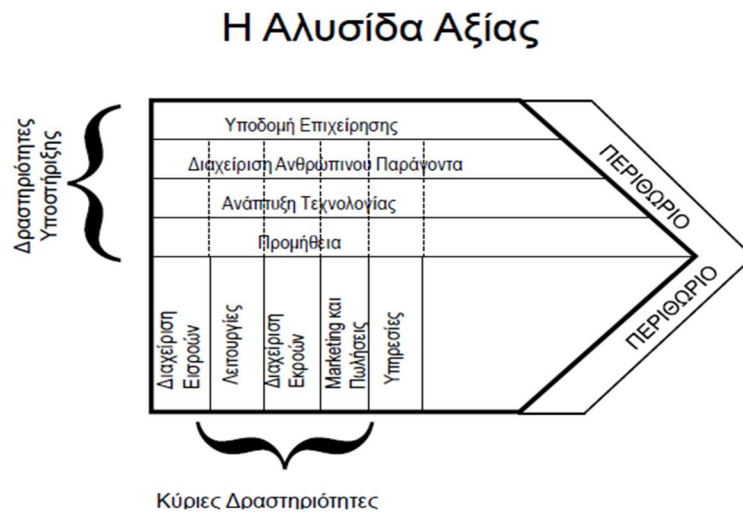 Η Αλυσίδα Αξίας
Δραστηριότητες
Υποστήριξης
Υποδομή Επιχείρησης
Διαχείριση Ανθρώπινου Παράγοντα
Ανάπτυξη Τεχνολογίας
Προμήθεια
ΠΕΡΙΘΩΡΙΟ
ΠΕΡΙΘΩΡΙΟ
Διαχείριση
Εισροών
Λειτουργίες
Διαχείριση
Εκροών
Marketing και
Πωλήσεις
Υπηρεσίες
Κύριες Δραστηριότητες